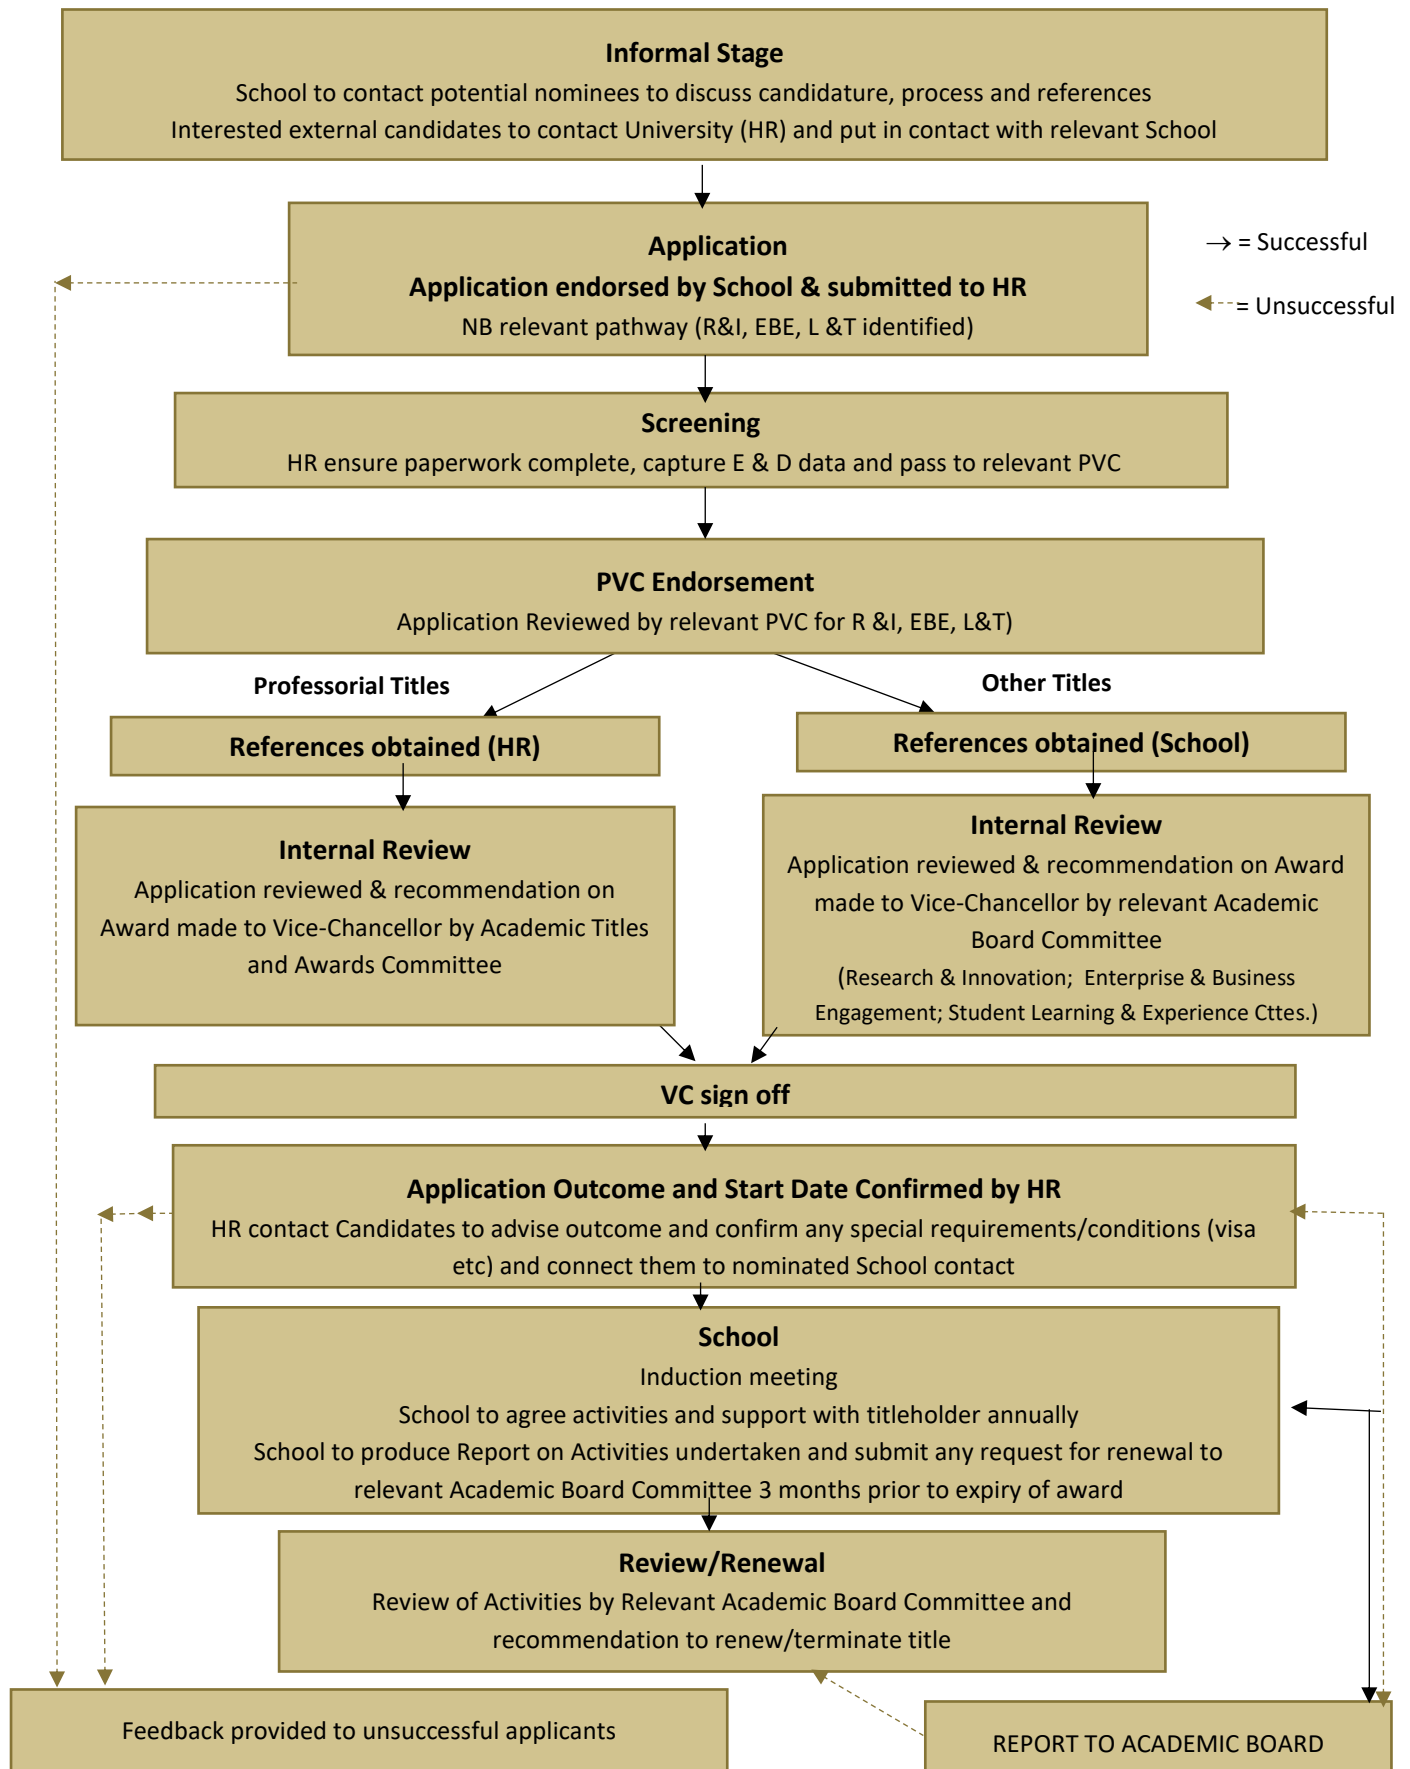 Informal Stage
School to contact potential nominees to discuss candidature, process and references
Interested external candidates to contact University (HR) and put in contact with relevant School
Application
Application endorsed by School & submitted to HR
NB relevant pathway (R&I, EBE, L &T identified)
→ = Successful
= Unsuccessful
Screening
HR ensure paperwork complete, capture E & D data and pass to relevant PVC
PVC Endorsement
Application Reviewed by relevant PVC for R &I, EBE, L&T)
Professorial Titles
Other Titles
References obtained (HR)
References obtained (School)
Internal Review
Application reviewed & recommendation on
Award made to Vice-Chancellor by Academic Titles
and Awards Committee
Internal Review
Application reviewed & recommendation on Award
made to Vice-Chancellor by relevant Academic
Board Committee
(Research & Innovation; Enterprise & Business
Engagement; Student Learning & Experience Cttes.)
VC sign off
Application Outcome and Start Date Confirmed by HR
HR contact Candidates to advise outcome and confirm any special requirements/conditions (visa
etc) and connect them to nominated School contact
School
Induction meeting
School to agree activities and support with titleholder annually
School to produce Report on Activities undertaken and submit any request for renewal to
relevant Academic Board Committee 3 months prior to expiry of award
Review/Renewal
Review of Activities by Relevant Academic Board Committee and
recommendation to renew/terminate title
Feedback provided to unsuccessful applicants
REPORT TO ACADEMIC BOARD